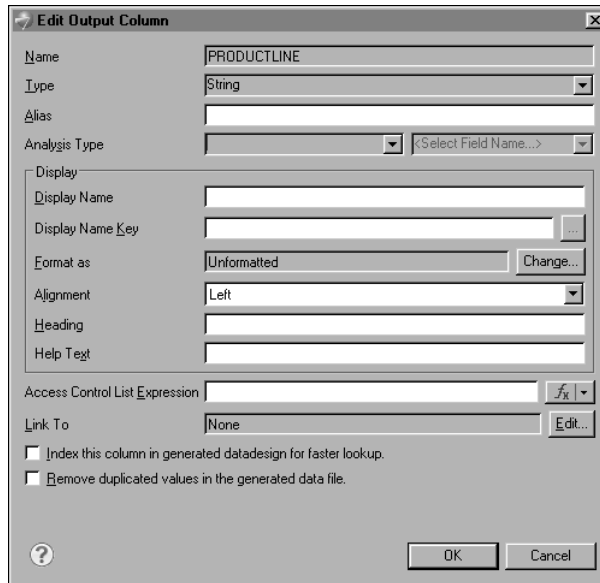 Edit Output Column
Name PRODUCTLINE
Type String
Alias
Analysis Type <Select Field Name...>
Display
Display Name
Display Name Key ...
Format as Unformatted Change...
Alignment Left
Heading
Help Text
Access Control List Expression fx
Link To None Edit...
Index this column in generated datadesign for faster lookup.
Remove duplicated values in the generated data file.
? OK Cancel